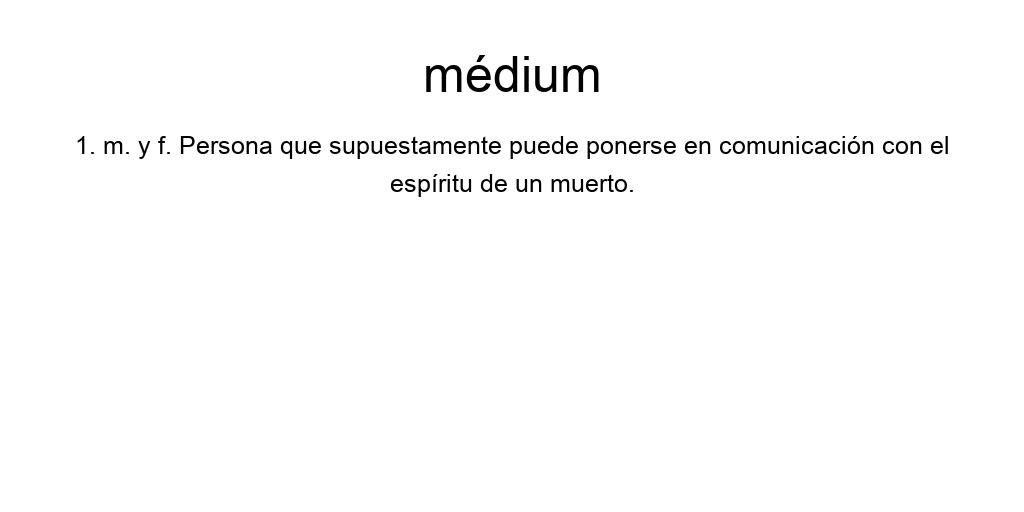 médium
1. m. y f. Persona que supuestamente puede ponerse en comunicación con el
espíritu de un muerto.